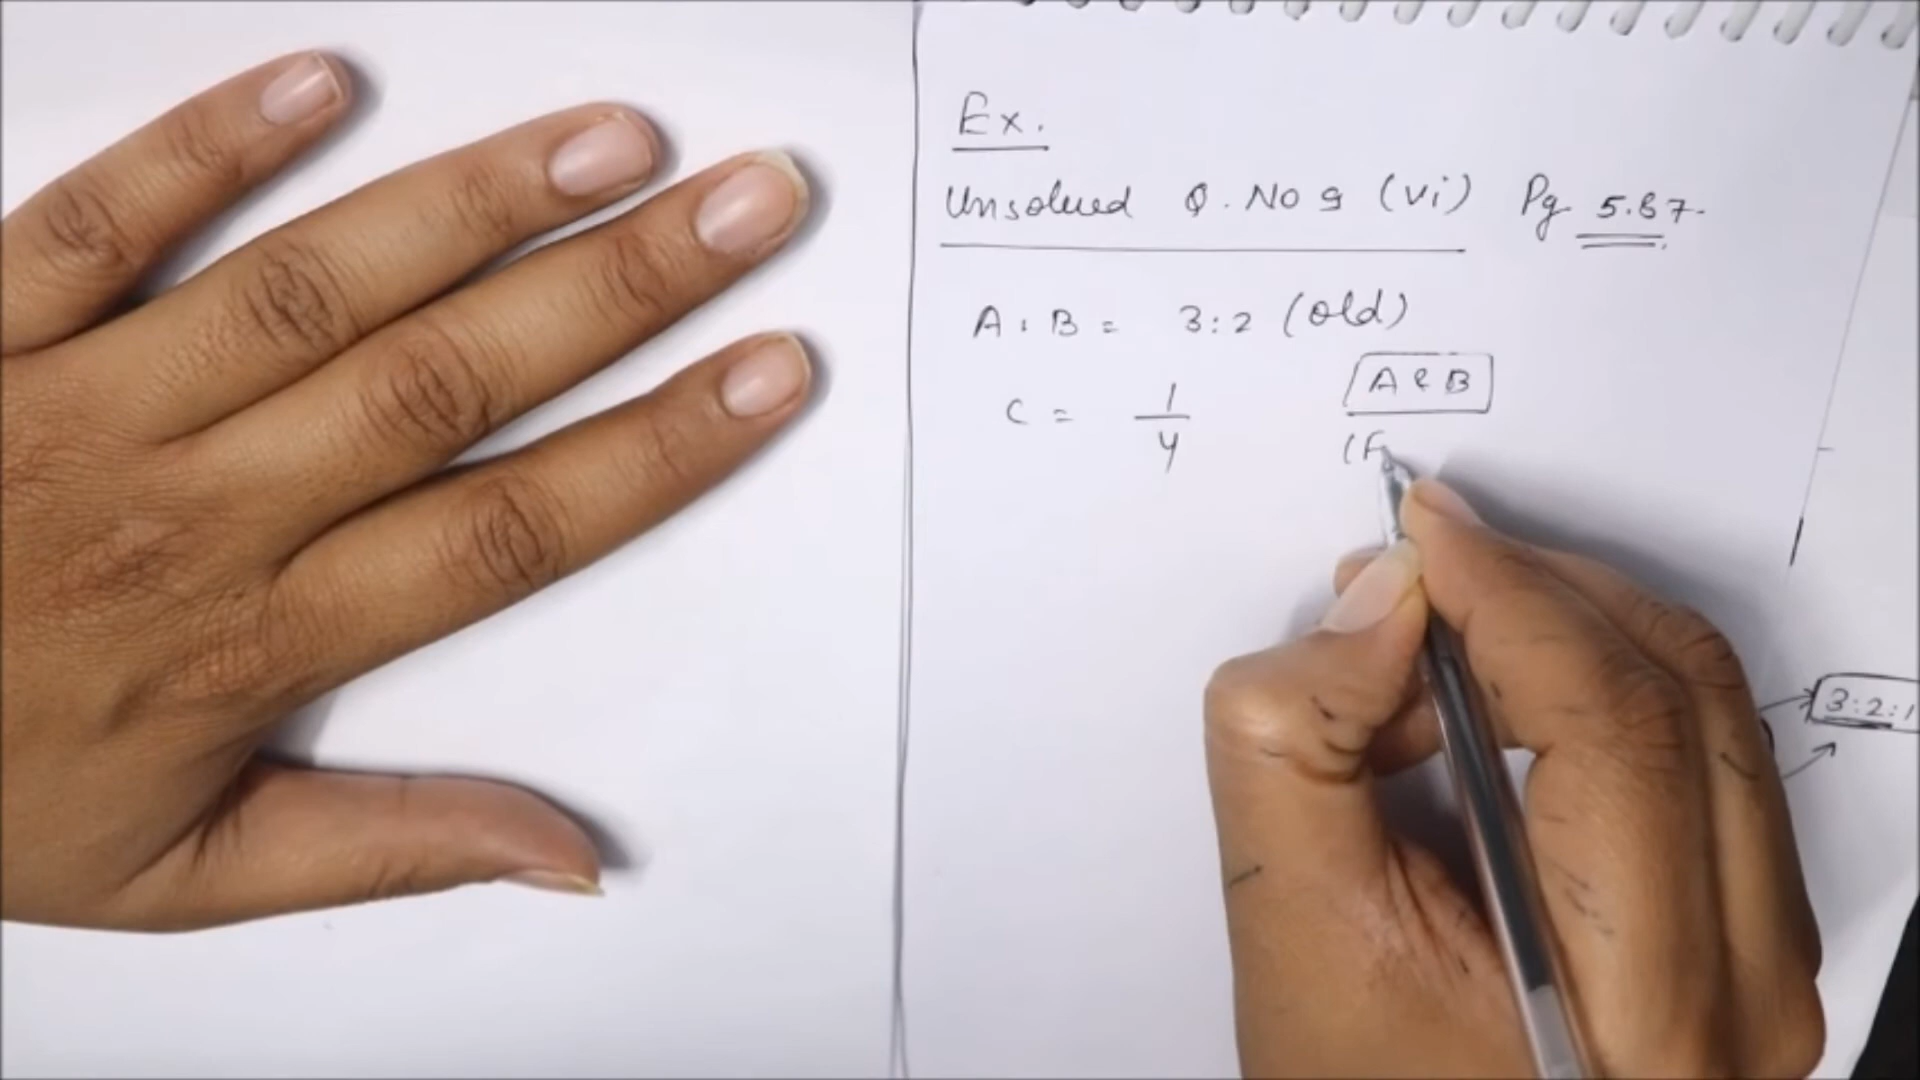 Ex.
Unsolved Q. No 9 (vi) Pg 5.87.
A : B = 3:2 (old)
C = 1/4
A & B
(F
3:2:1